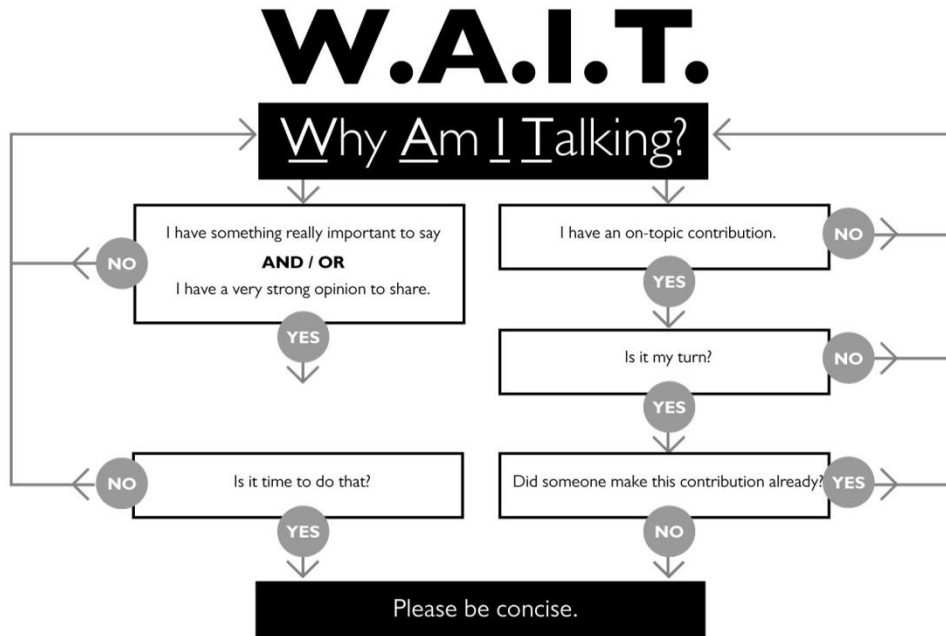 W.A.I.T.
Why Am I Talking?
I have something really important to say
AND / OR
I have a very strong opinion to share.
NO
YES
Is it time to do that?
NO
YES
I have an on-topic contribution.
NO
YES
Is it my turn?
NO
YES
Did someone make this contribution already?
YES
NO
Please be concise.